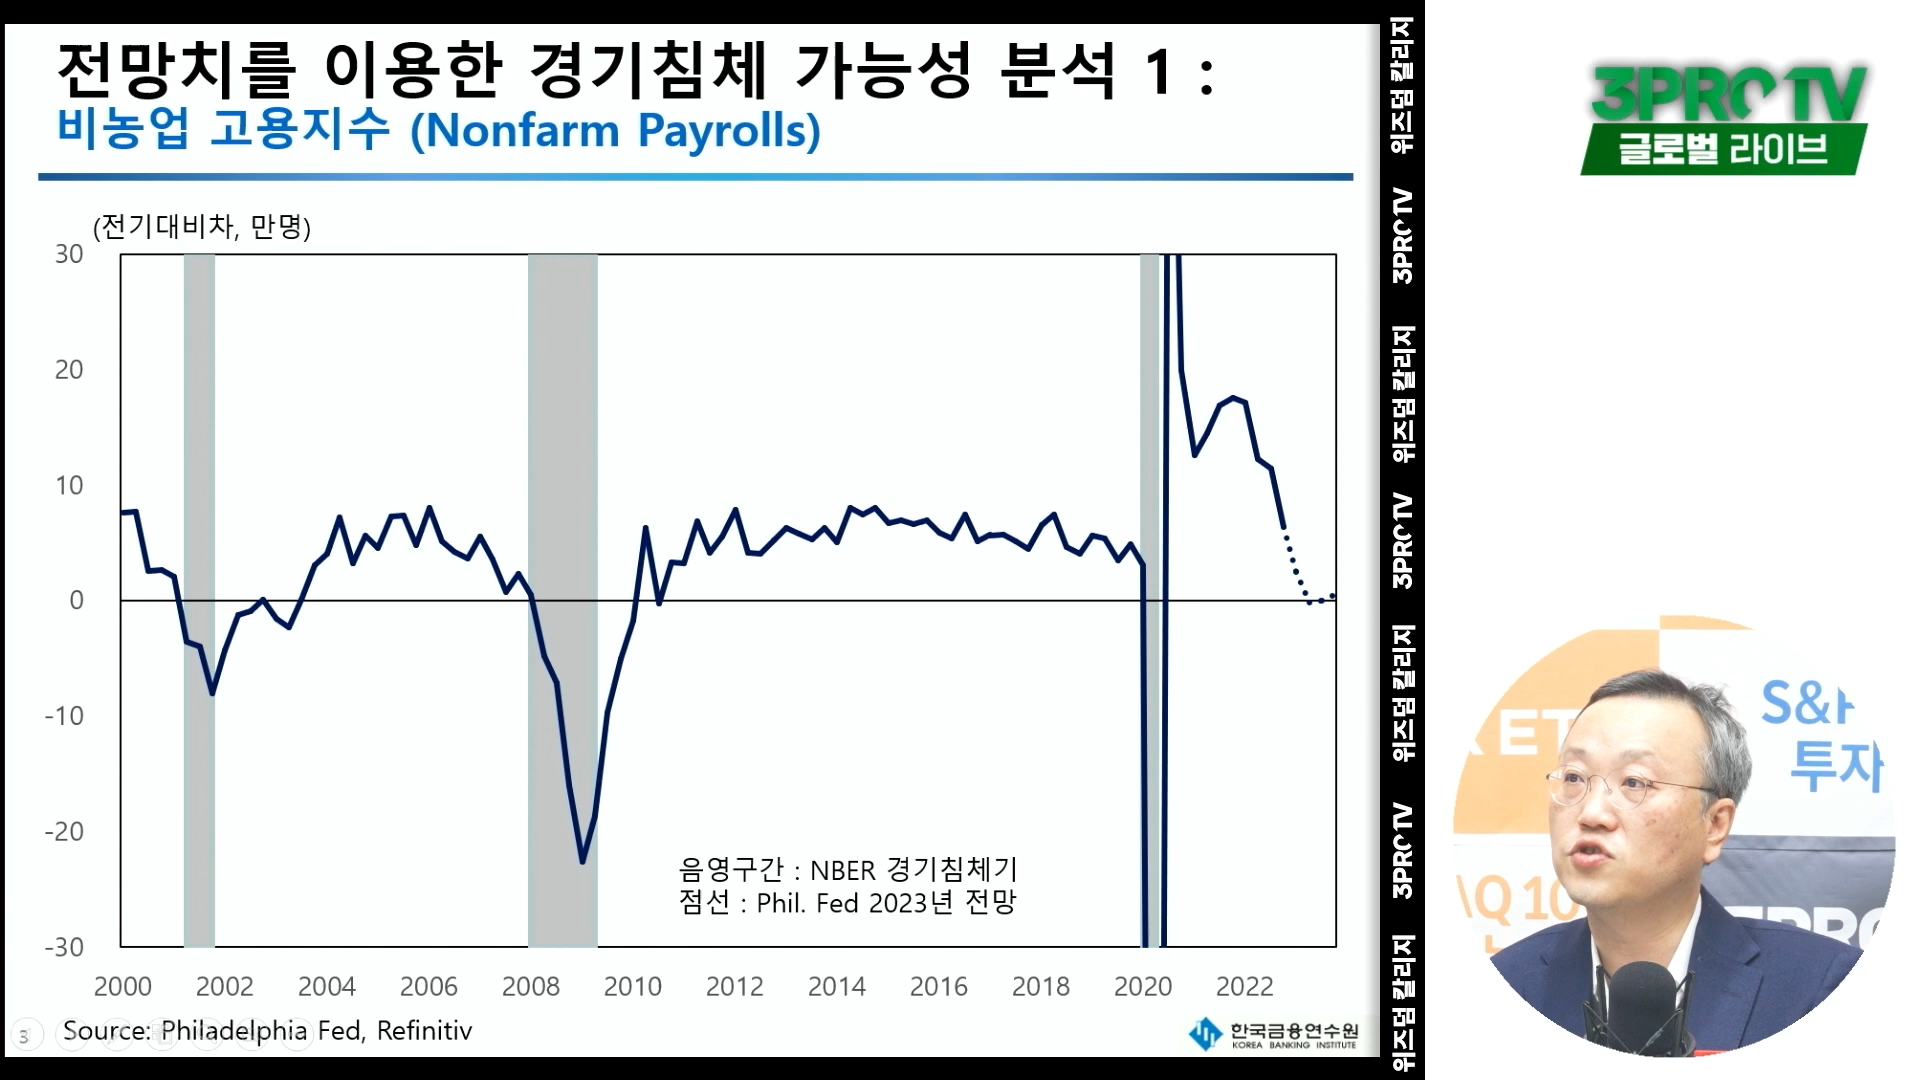 전망치를 이용한 경기침체 가능성 분석 1 :
비농업 고용지수 (Nonfarm Payrolls)
(전기대비차, 만명)
30
20
10
0
-10
-20
-30
2000 2002 2004 2006 2008 2010 2012 2014 2016 2018 2020 2022
음영구간 : NBER 경기침체기
점선 : Phil. Fed 2023년 전망
3
Source: Philadelphia Fed, Refinitiv
한국금융연수원
KOREA BANKING INSTITUTE
위즈덤 칼리지
3PROTV
위즈덤 칼리지
3PROTV
위즈덤 칼리지
3PROTV
위즈덤 칼리지
3PROTV
글로벌 라이브
KET
S&P
투자
AQ 10
3PRO